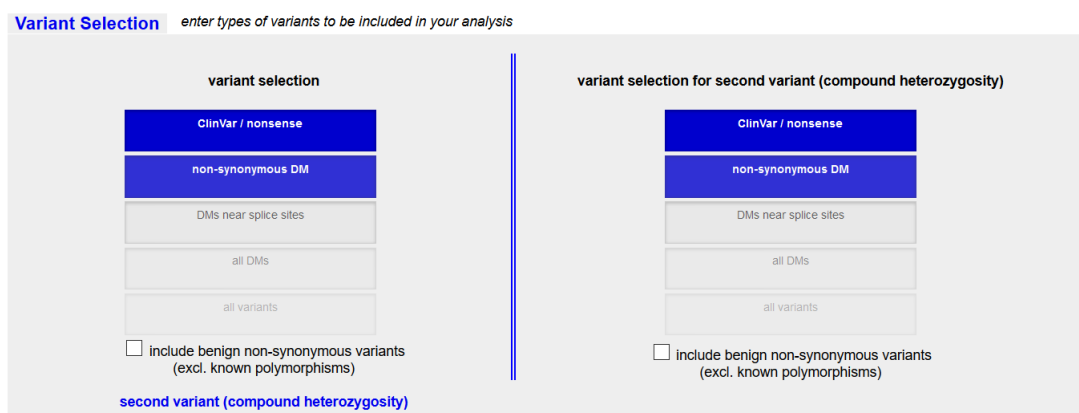 Variant Selection enter types of variants to be included in your analysis
variant selection
ClinVar / nonsense
non-synonymous DM
DMs near splice sites
all DMs
all variants
include benign non-synonymous variants
(excl. known polymorphisms)
second variant (compound heterozygosity)
variant selection for second variant (compound heterozygosity)
ClinVar / nonsense
non-synonymous DM
DMs near splice sites
all DMs
all variants
include benign non-synonymous variants
(excl. known polymorphisms)